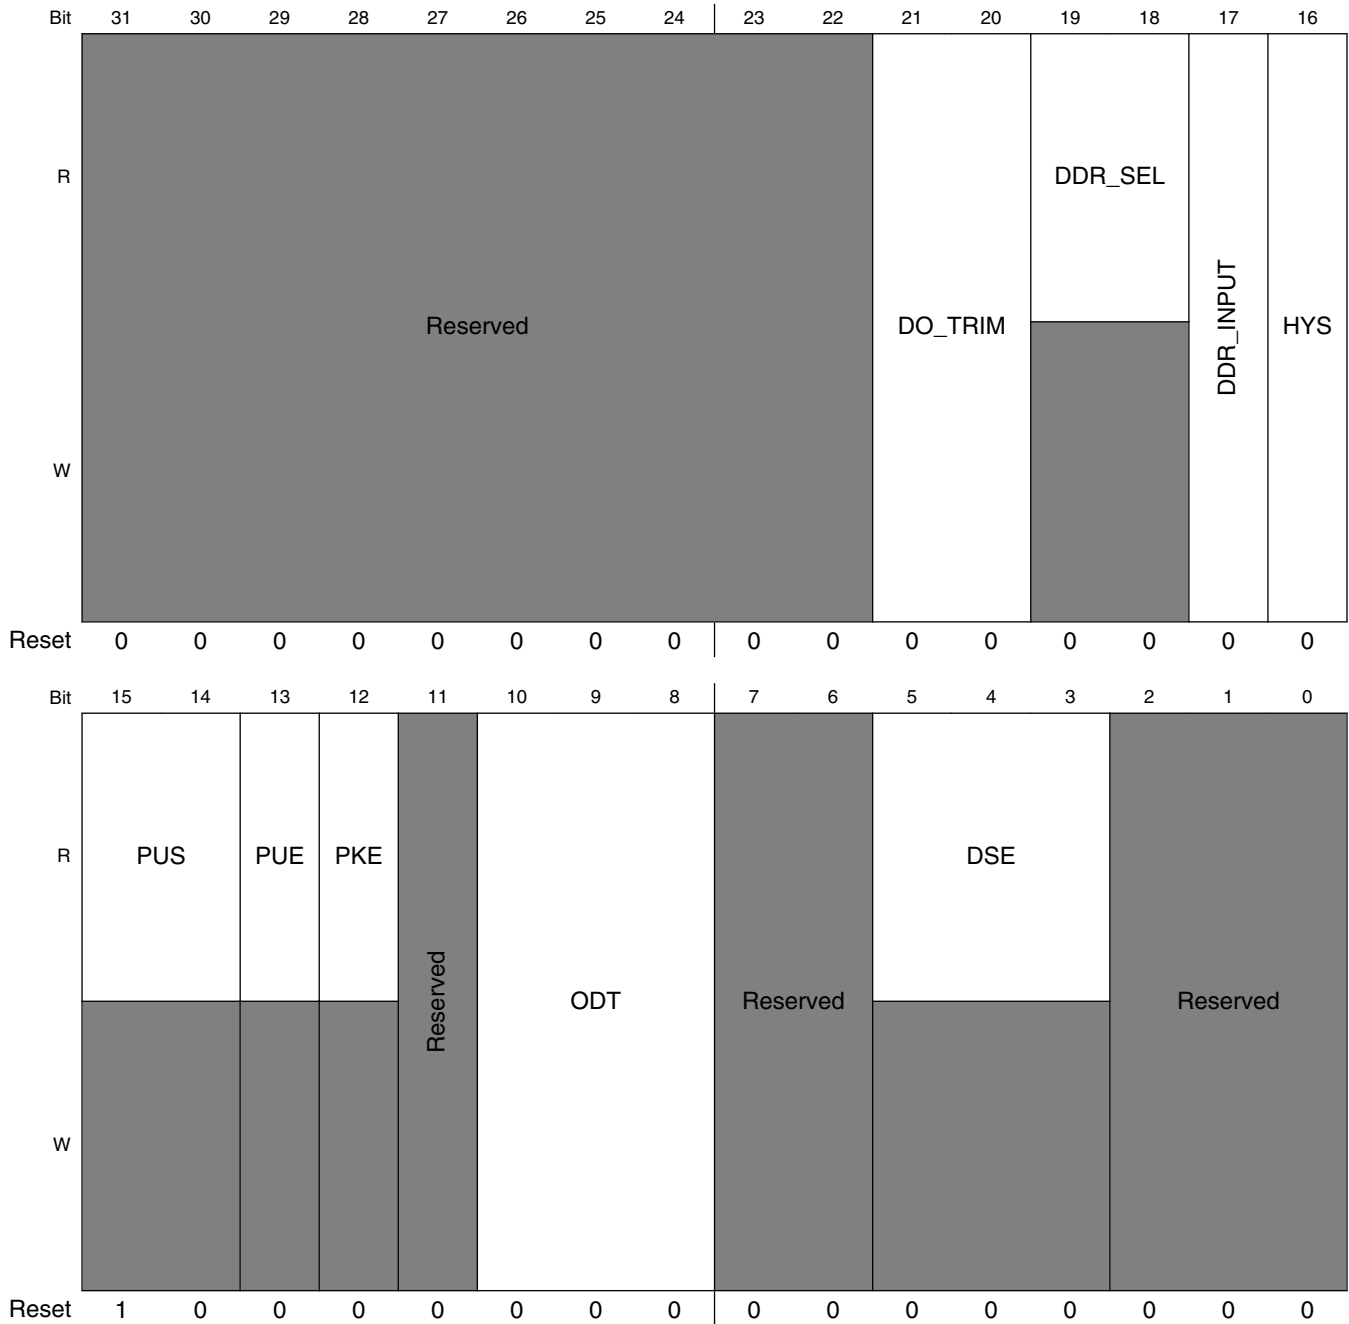 Bit 31 30 29 28 27 26 25 24 23 22 21 20 19 18 17 16
R DDR_SEL
Reserved DO_TRIM DDR_INPUT HYS
W
Reset 0 0 0 0 0 0 0 0 0 0 0 0 0 0 0 0
Bit 15 14 13 12 11 10 9 8 7 6 5 4 3 2 1 0
R PUS PUE PKE DSE
Reserved ODT Reserved Reserved
W
Reset 1 0 0 0 0 0 0 0 0 0 0 0 0 0 0 0